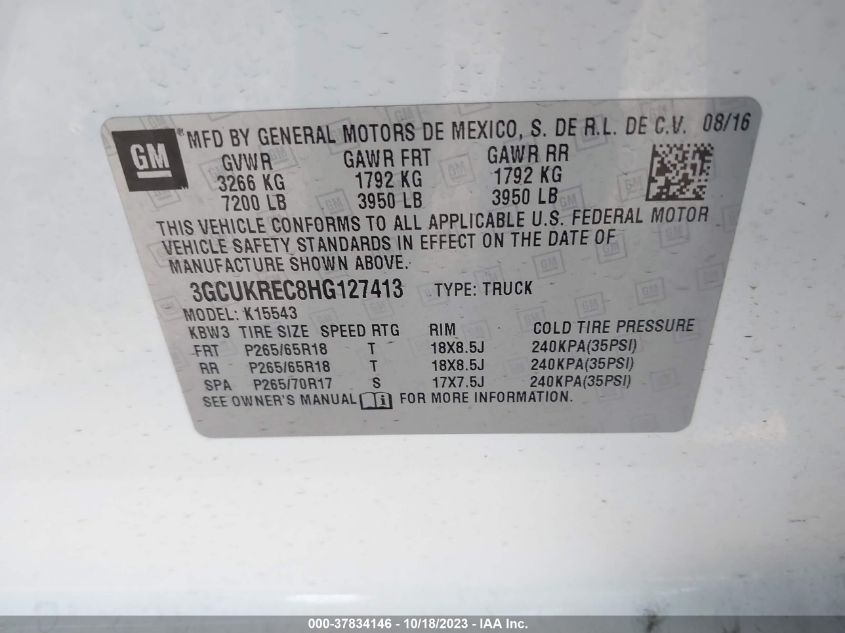 GM ® MFD BY GENERAL MOTORS DE MEXICO, S. DE R.L. DE C.V. 08/16
GVWR GAWR FRT GAWR RR
3266 KG 1792 KG 1792 KG
7200 LB 3950 LB 3950 LB
THIS VEHICLE CONFORMS TO ALL APPLICABLE U.S. FEDERAL MOTOR
VEHICLE SAFETY STANDARDS IN EFFECT ON THE DATE OF
MANUFACTURE SHOWN ABOVE.
3GCUKREC8HG127413 TYPE: TRUCK
MODEL: K15543
KBW3 TIRE SIZE SPEED RTG RIM COLD TIRE PRESSURE
FRT P265/65R18 T 18X8.5J 240KPA(35PSI)
RR P265/65R18 T 18X8.5J 240KPA(35PSI)
SPA P265/70R17 S 17X7.5J 240KPA(35PSI)
SEE OWNER'S MANUAL i FOR MORE INFORMATION.
000-37834146 - 10/18/2023 - IAA Inc.